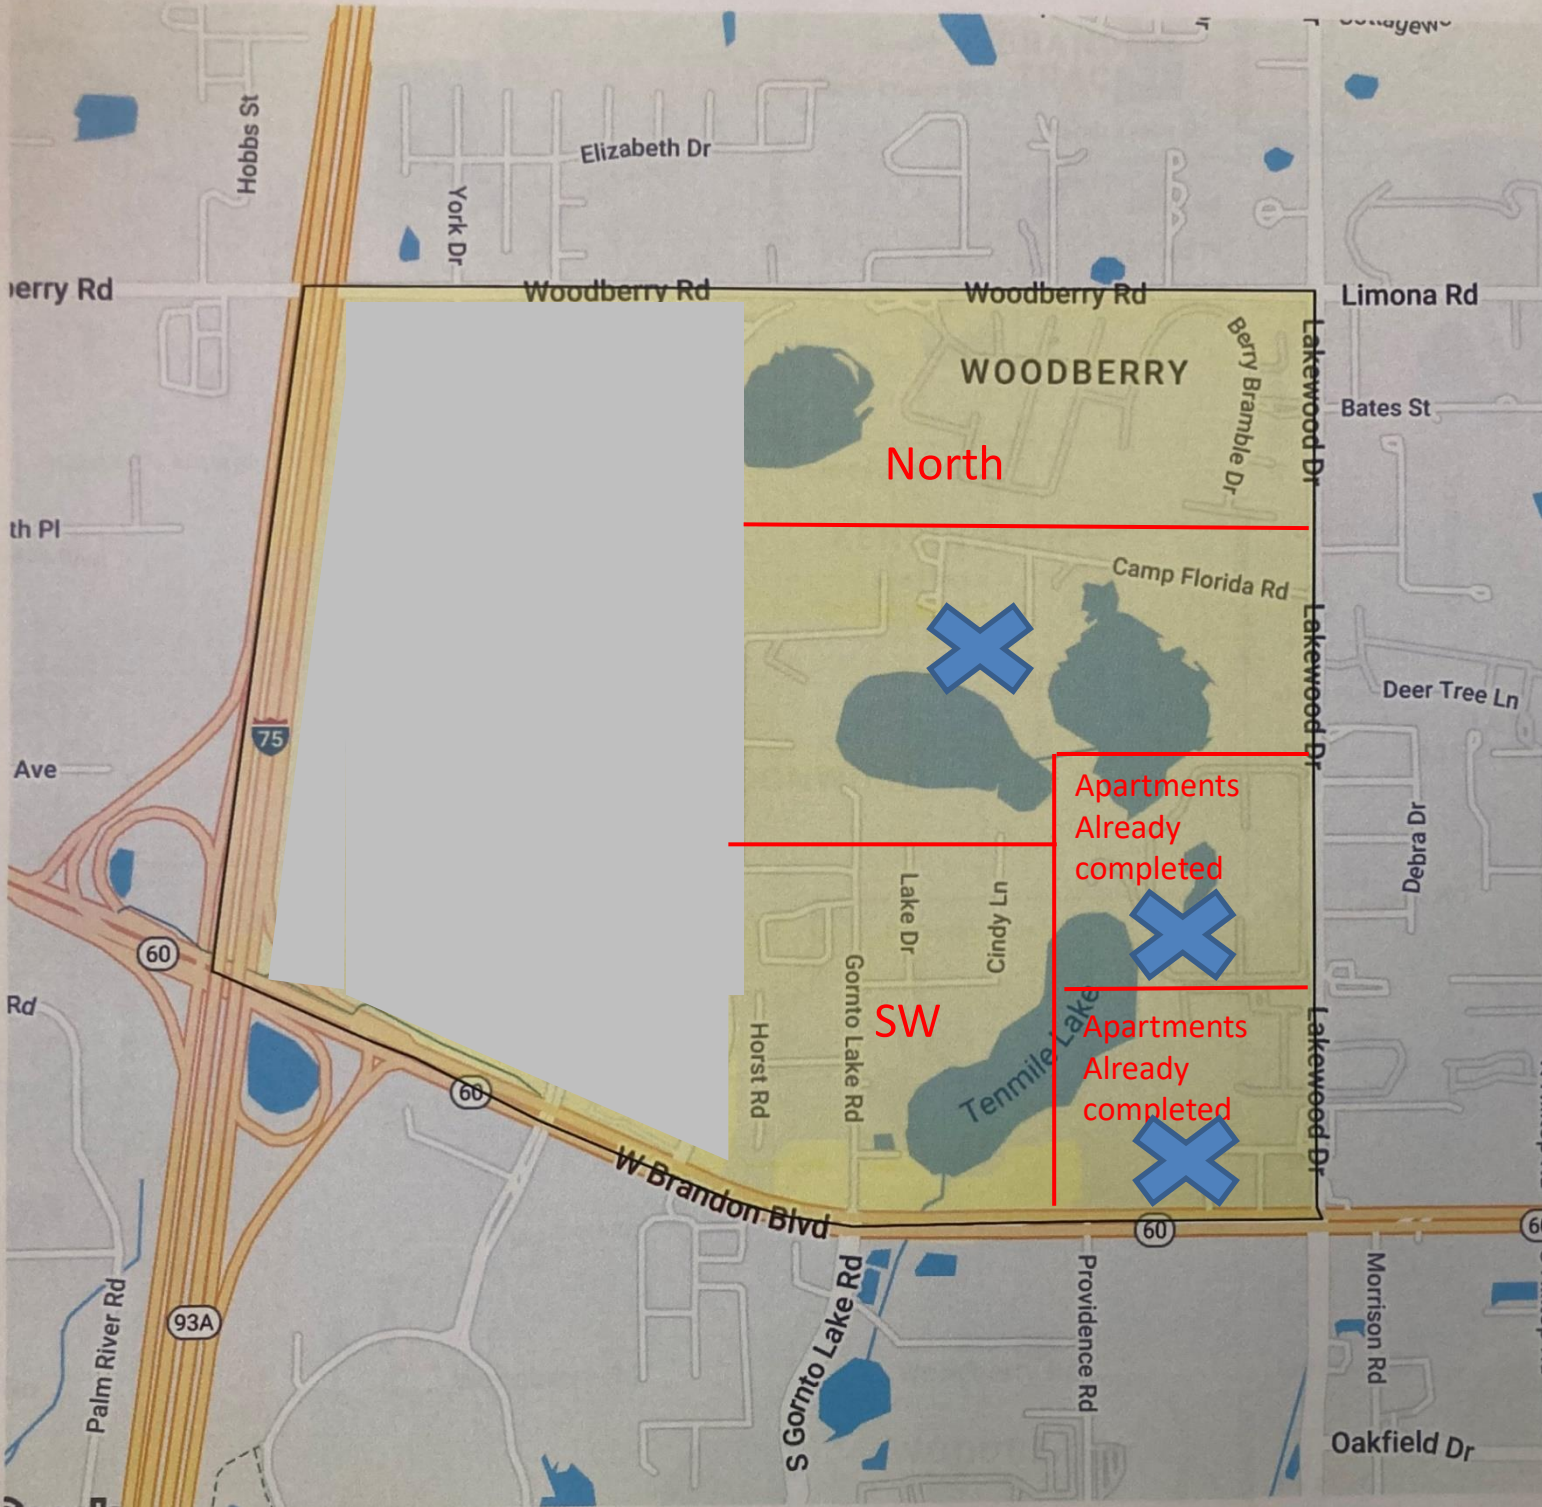 Hobbs St
Elizabeth Dr
York Dr
berry Rd
Woodberry Rd
Woodberry Rd
Limona Rd
WOODBERRY
Berry Bramble Dr
Lakewood Dr
Bates St
North
th Pl
Camp Florida Rd
Lakewood Dr
Deer Tree Ln
75
Ave
Apartments
Already
completed
Debra Dr
Lake Dr
Cindy Ln
60
Rd
Gornto Lake Rd
SW
Horst Rd
Tenmile Lake
Apartments
Already
completed
Lakewood Dr
60
W Brandon Blvd
60
Palm River Rd
93A
S Gornto Lake Rd
Providence Rd
Morrison Rd
Oakfield Dr